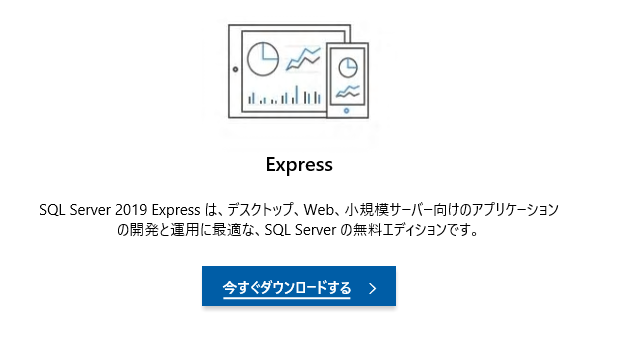 Express
SQL Server 2019 Express は、デスクトップ、Web、小規模サーバー向けのアプリケーション
の開発と運用に最適な、SQL Server の無料エディションです。
今すぐダウンロードする